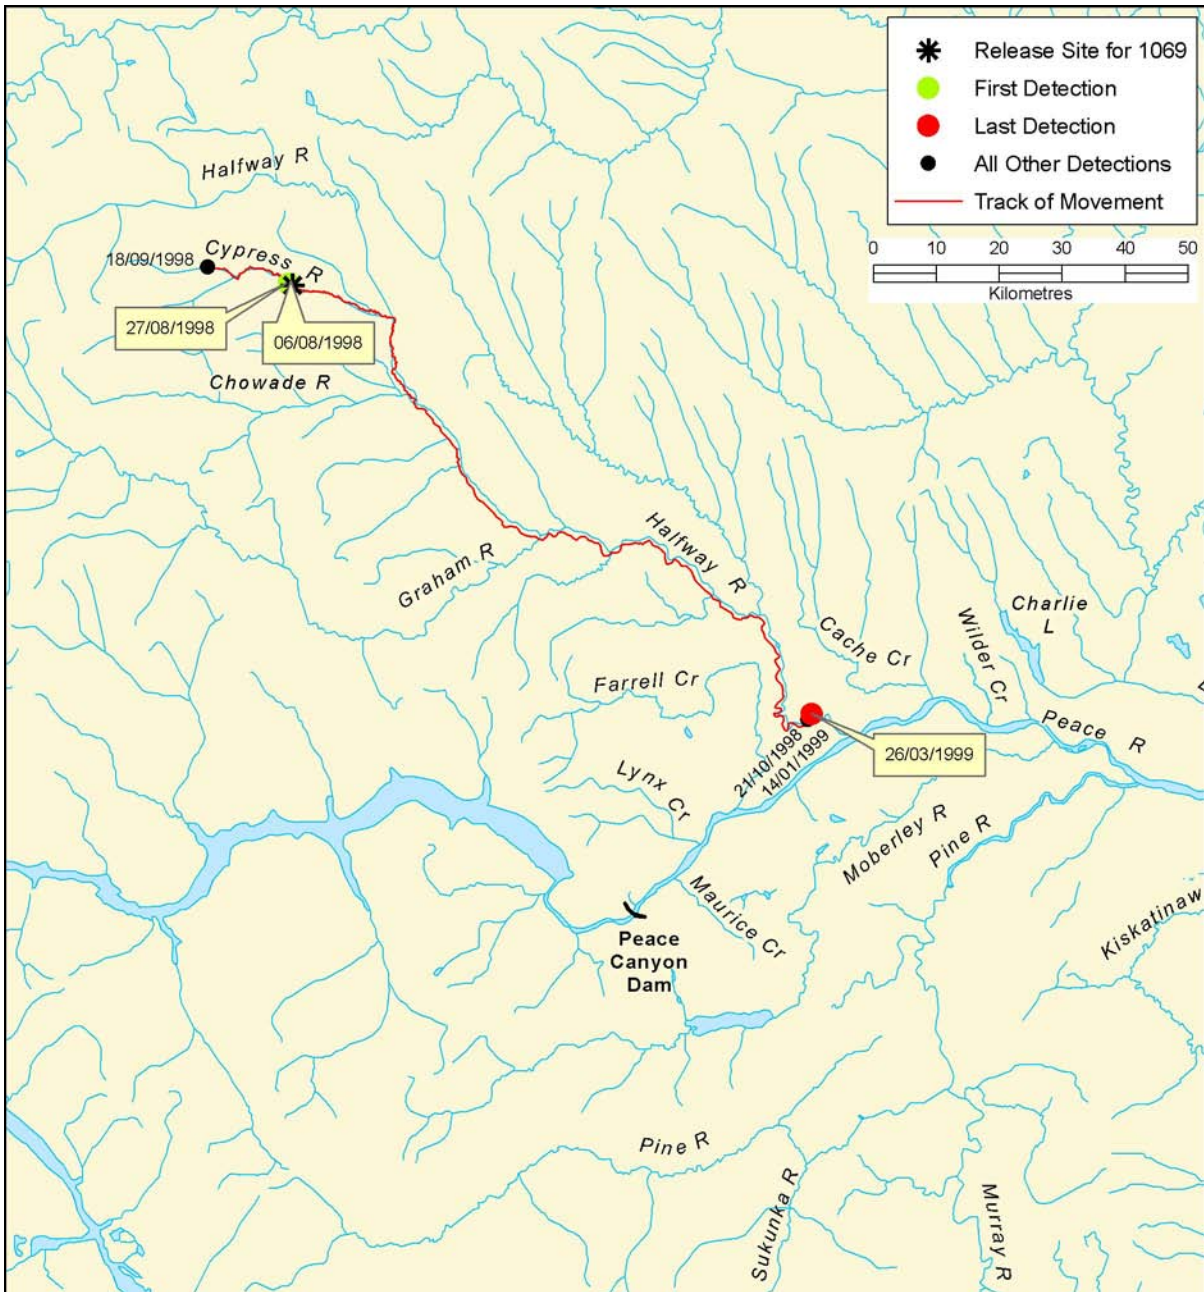 Release Site for 1069
First Detection
Last Detection
All Other Detections
Track of Movement
0 10 20 30 40 50
Kilometres
Halfway R
Cypress R
18/09/1998
27/08/1998
06/08/1998
Chowade R
Graham R
Halfway R
Charlie
L
Wilder Cr
Cache Cr
Farrell Cr
Peace R
21/10/1998
14/01/1999
26/03/1999
Lynx Cr
Moberley R
Pine R
Maurice Cr
Kiskatinaw
Peace
Canyon
Dam
Pine R
Sukunka R
Murray R